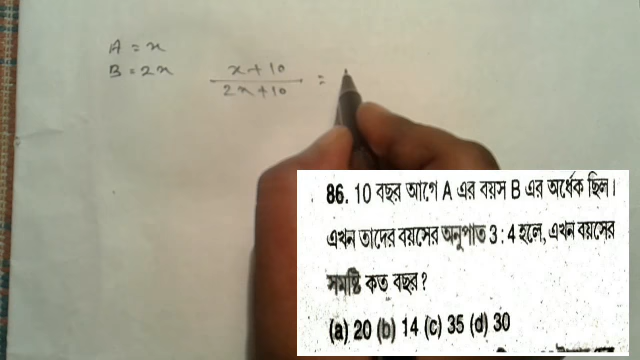 A = x
B = 2x
x + 10
2x + 10
=
86. 10 বছর আগে A এর বয়স B এর অর্ধেক ছিল।
এখন তাদের বয়সের অনুপাত 3 : 4 হলে, এখন বয়সের
সমষ্টি কত বছর ?
(a) 20 (b) 14 (c) 35 (d) 30